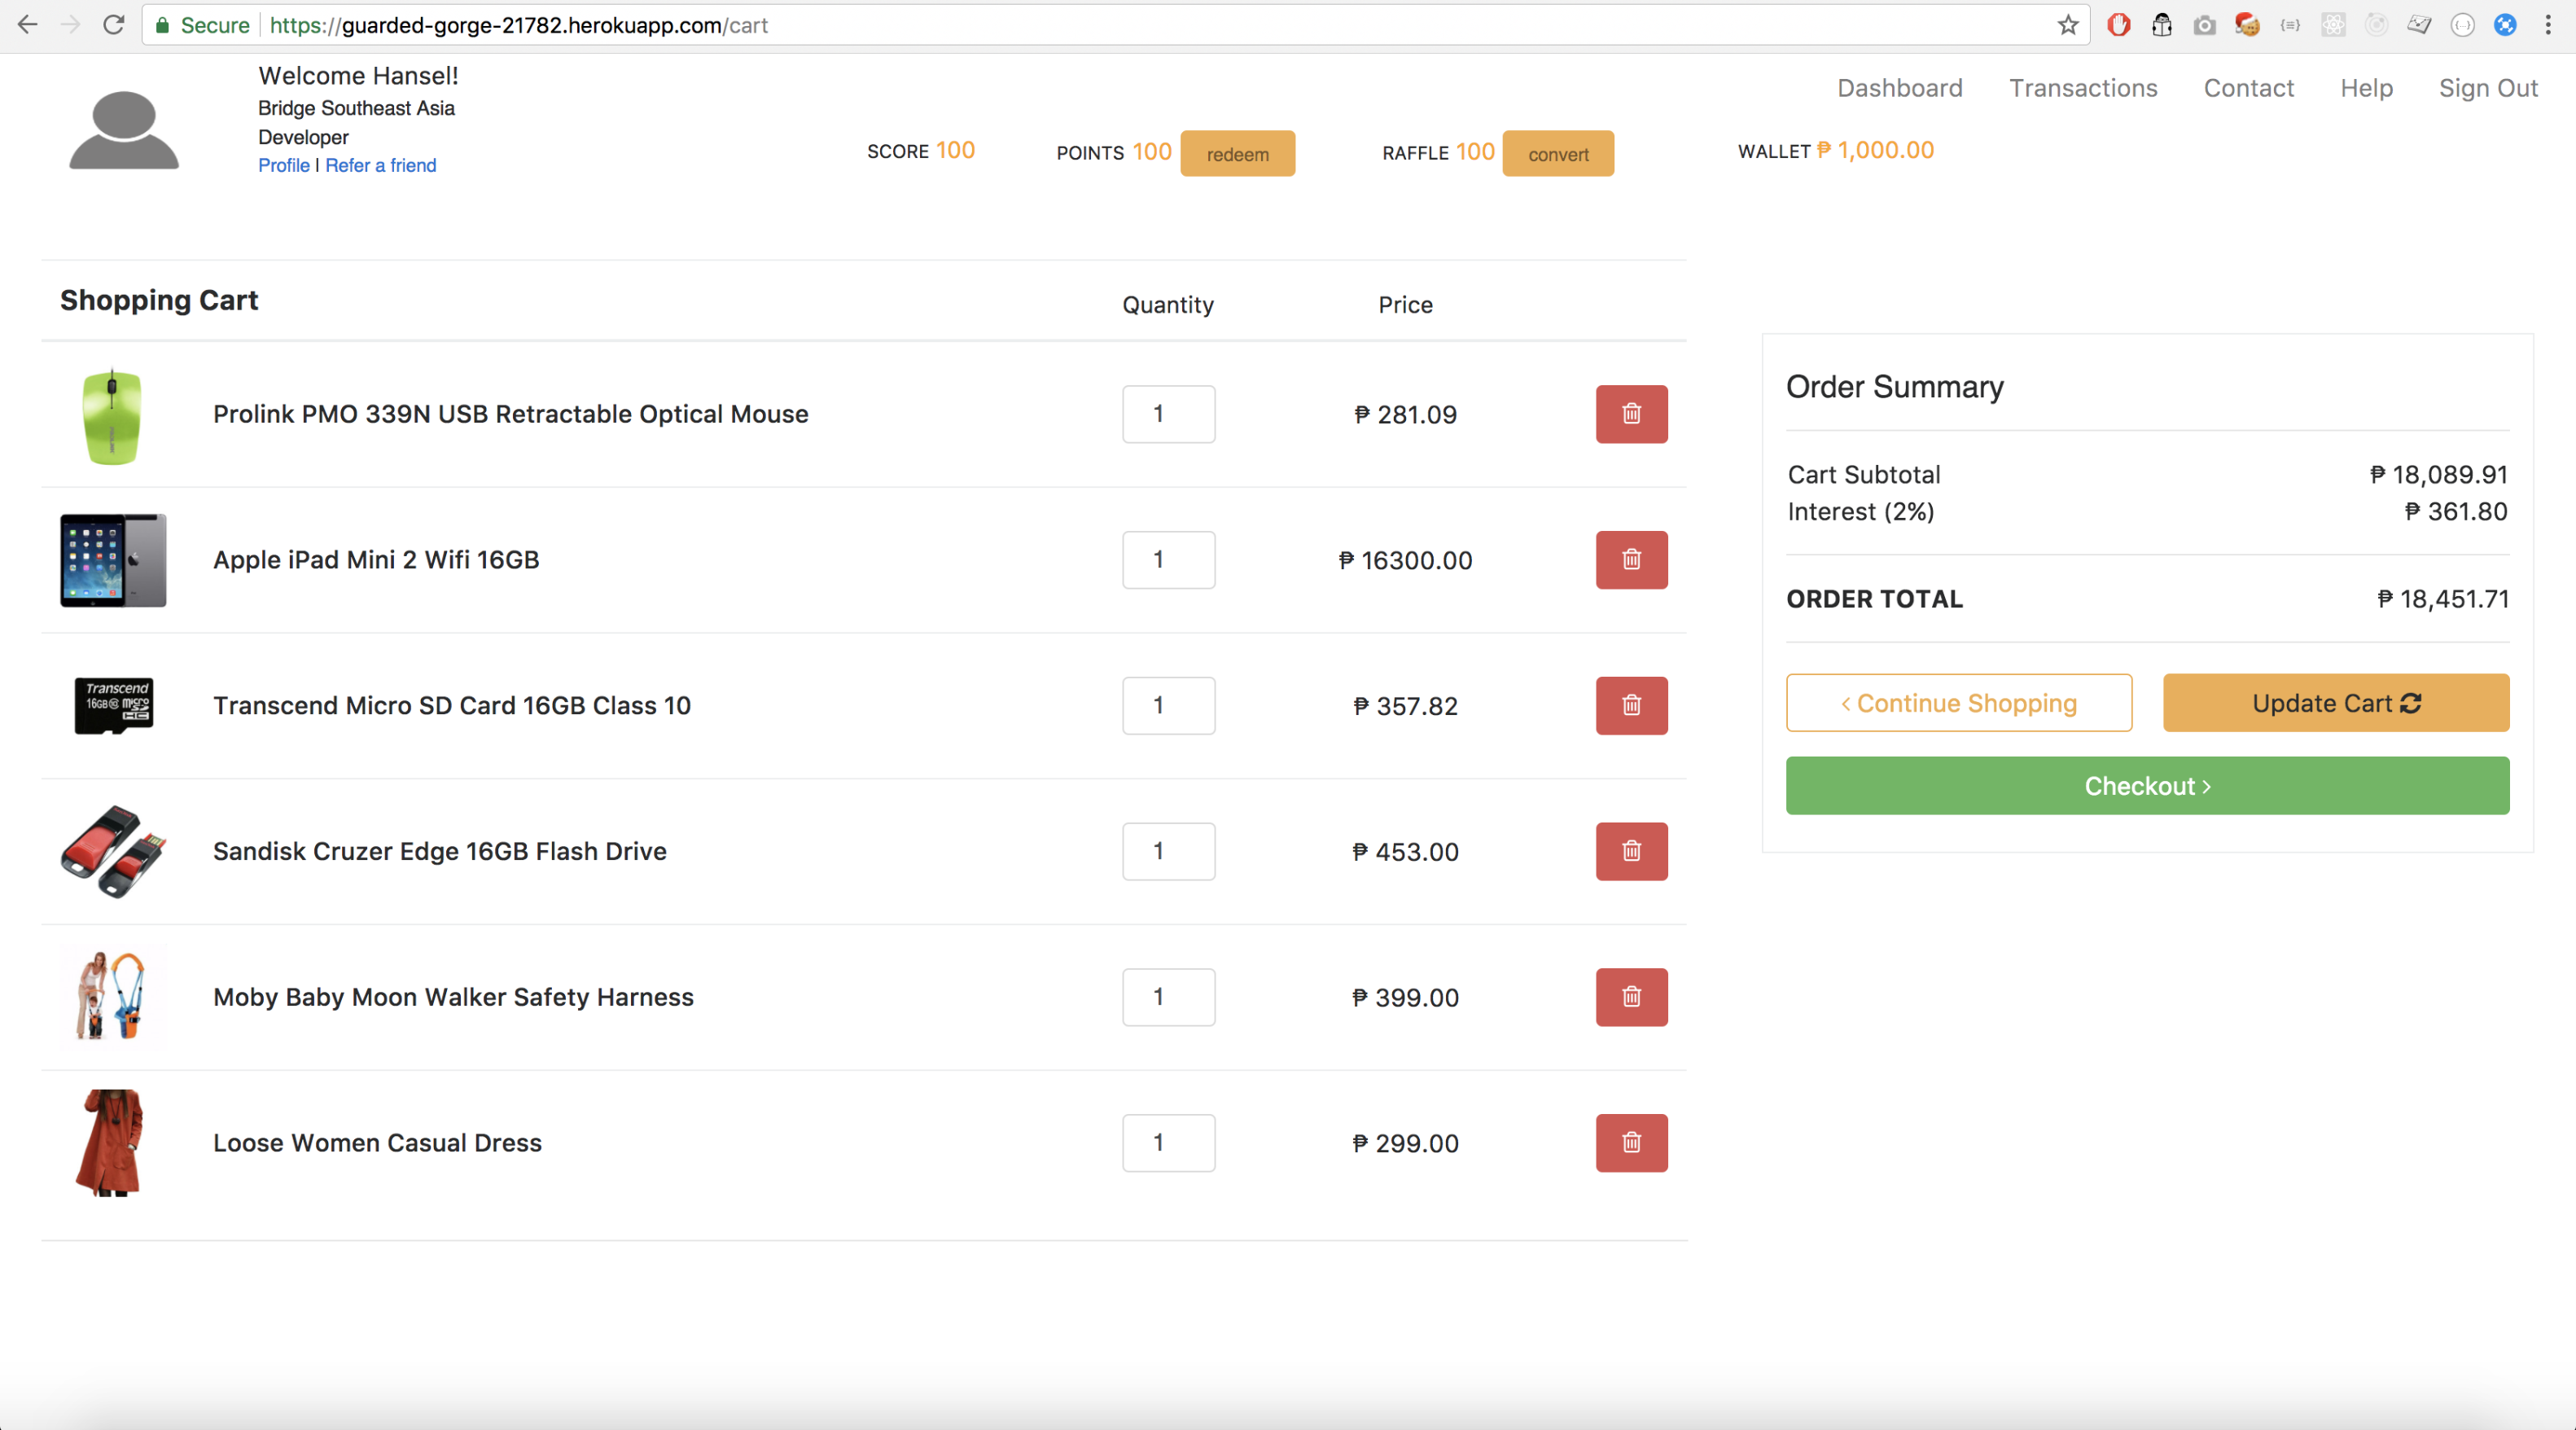 Secure https://guarded-gorge-21782.herokuapp.com/cart
Welcome Hansel!
Bridge Southeast Asia
Developer
Profile | Refer a friend
Dashboard Transactions Contact Help Sign Out
SCORE 100 POINTS 100 redeem RAFFLE 100 convert WALLET ₱ 1,000.00
Shopping Cart Quantity Price
Prolink PMO 339N USB Retractable Optical Mouse 1 ₱ 281.09
Apple iPad Mini 2 Wifi 16GB 1 ₱ 16300.00
Transcend
16GB 10 micro
HC
Transcend Micro SD Card 16GB Class 10 1 ₱ 357.82
Sandisk Cruzer Edge 16GB Flash Drive 1 ₱ 453.00
Moby Baby Moon Walker Safety Harness 1 ₱ 399.00
Loose Women Casual Dress 1 ₱ 299.00
Order Summary
Cart Subtotal ₱ 18,089.91
Interest (2%) ₱ 361.80
ORDER TOTAL ₱ 18,451.71
‹ Continue Shopping Update Cart
Checkout ›